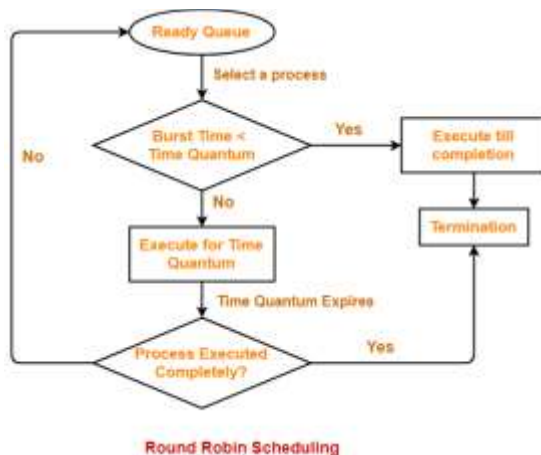 Ready Queue
Select a process
Burst Time <
Time Quantum
Yes
Execute till
completion
No
No
Termination
Execute for Time
Quantum
Time Quantum Expires
Process Executed
Completely?
Yes
Round Robin Scheduling